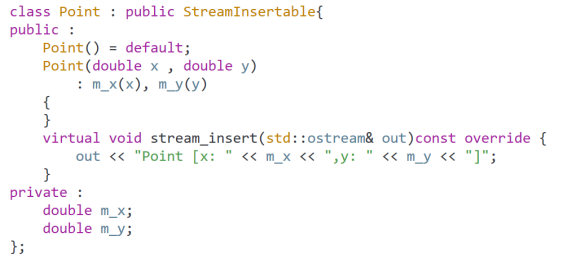 class Point : public StreamInsertable{
public :
    Point() = default;
    Point(double x , double y)
        : m_x(x), m_y(y)
    {
    }
    virtual void stream_insert(std::ostream& out)const override {
        out << "Point [x: " << m_x << ",y: " << m_y << "]";
    }
private :
    double m_x;
    double m_y;
};